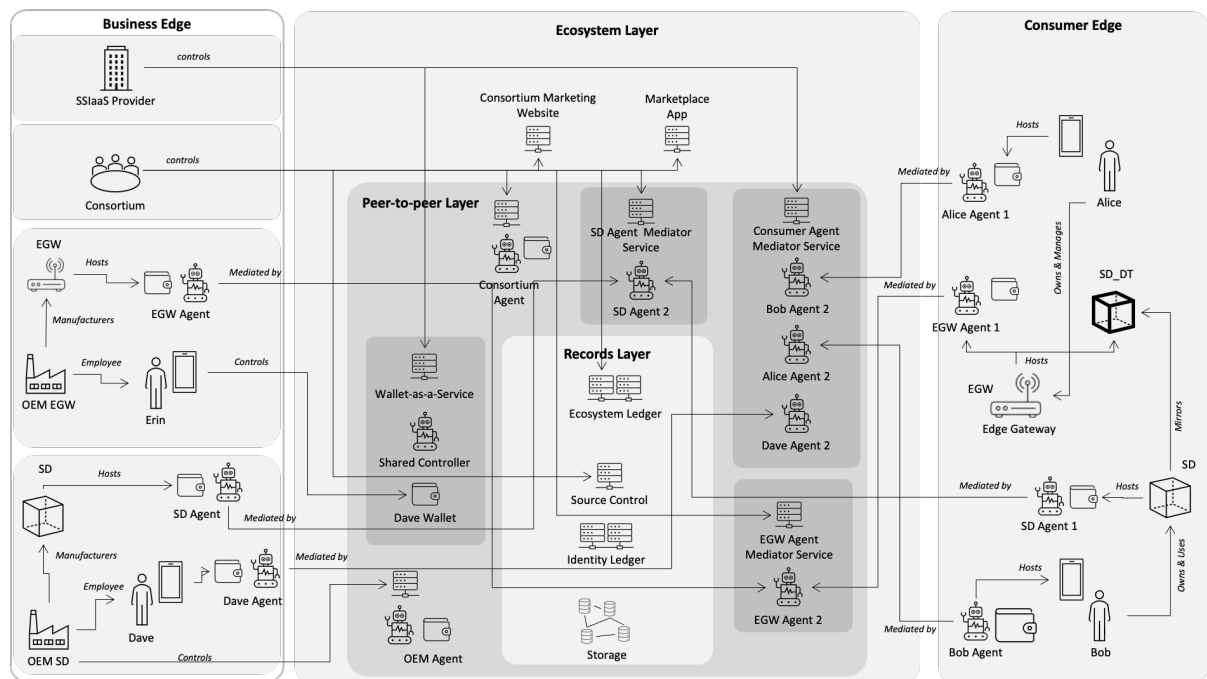 Business Edge
SSIaaS Provider
controls
Consortium
controls
EGW
Hosts
EGW Agent
Mediated by
Manufacturers
OEM EGW
Employee
Erin
Controls
SD
Hosts
SD Agent
Mediated by
Manufacturers
Employee
Dave Agent
Mediated by
OEM SD
Dave
Controls
Ecosystem Layer
Consortium Marketing
Website
Marketplace
App
Peer-to-peer Layer
Consortium
Agent
SD Agent Mediator
Service
SD Agent 2
Consumer Agent
Mediator Service
Bob Agent 2
Alice Agent 2
Dave Agent 2
Wallet-as-a-Service
Shared Controller
Dave Wallet
Records Layer
Ecosystem Ledger
Source Control
Identity Ledger
Storage
EGW Agent
Mediator Service
EGW Agent 2
OEM Agent
Consumer Edge
Hosts
Mediated by
Alice Agent 1
Alice
Owns & Manages
Mediated by
EGW Agent 1
SD_DT
Hosts
EGW
Edge Gateway
Mirrors
SD
Mediated by
Hosts
SD Agent 1
Owns & Uses
Hosts
Mediated by
Bob Agent
Bob